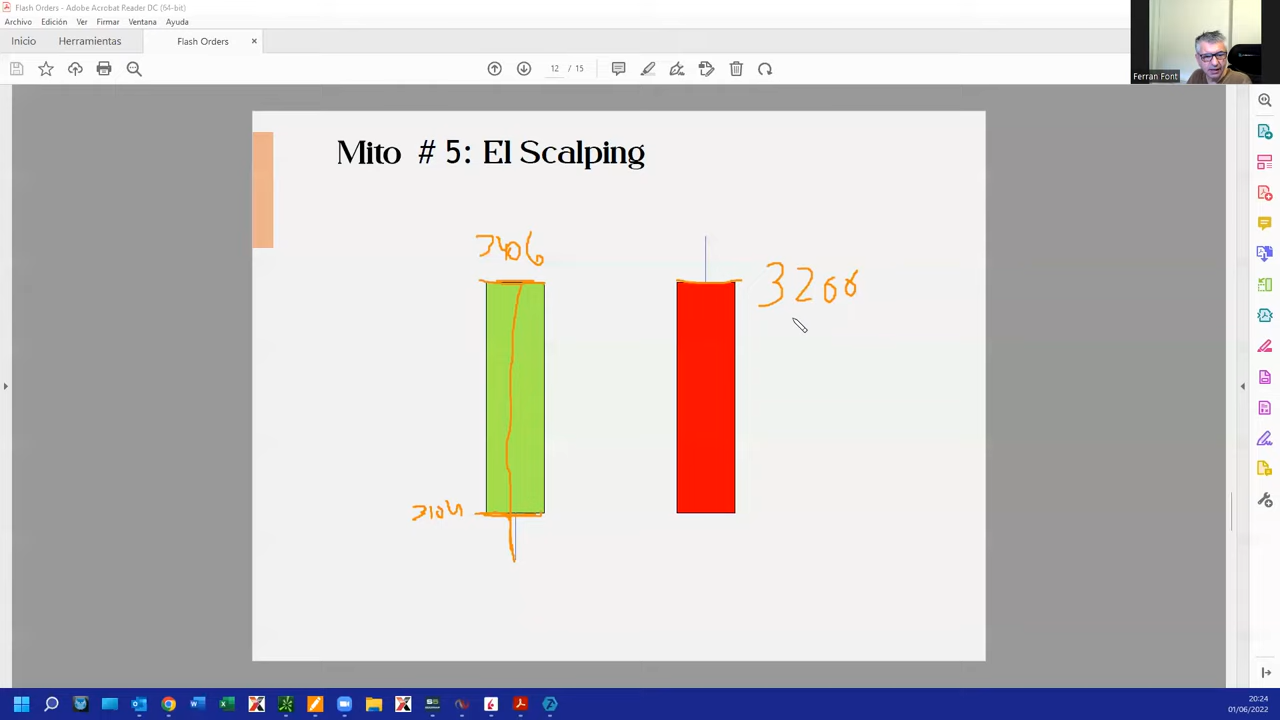 Flash Orders - Adobe Acrobat Reader DC (64-bit)
Archivo Edición Ver Firmar Ventana Ayuda
Inicio Herramientas Flash Orders ×
12 / 15
Ferran Font
Mito # 5: El Scalping
3406
3200
3104
20:24
01/06/2022